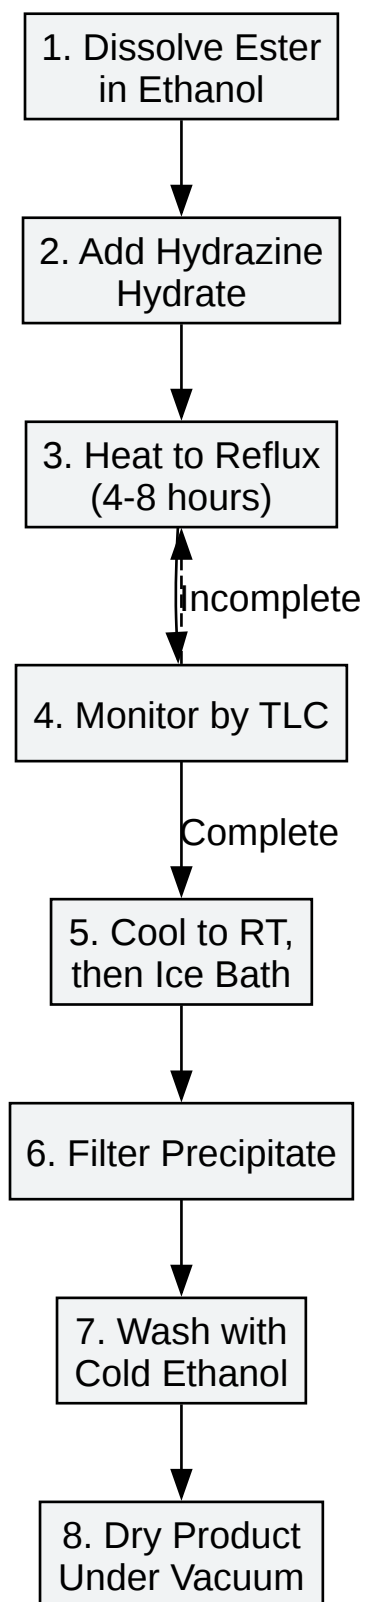 1. Dissolve Ester
in Ethanol
2. Add Hydrazine
Hydrate
3. Heat to Reflux
(4-8 hours)
Incomplete
4. Monitor by TLC
Complete
5. Cool to RT,
then Ice Bath
6. Filter Precipitate
7. Wash with
Cold Ethanol
8. Dry Product
Under Vacuum